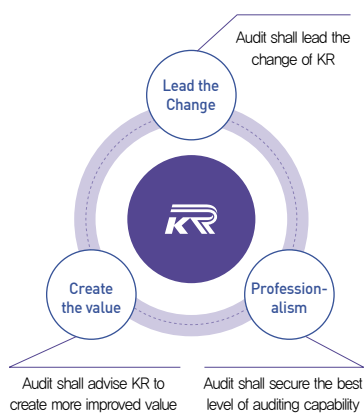 Audit shall lead the
change of KR
Lead the
Change
KR
Create
the value
Profession-
alism
Audit shall advise KR to
create more improved value
Audit shall secure the best
level of auditing capability